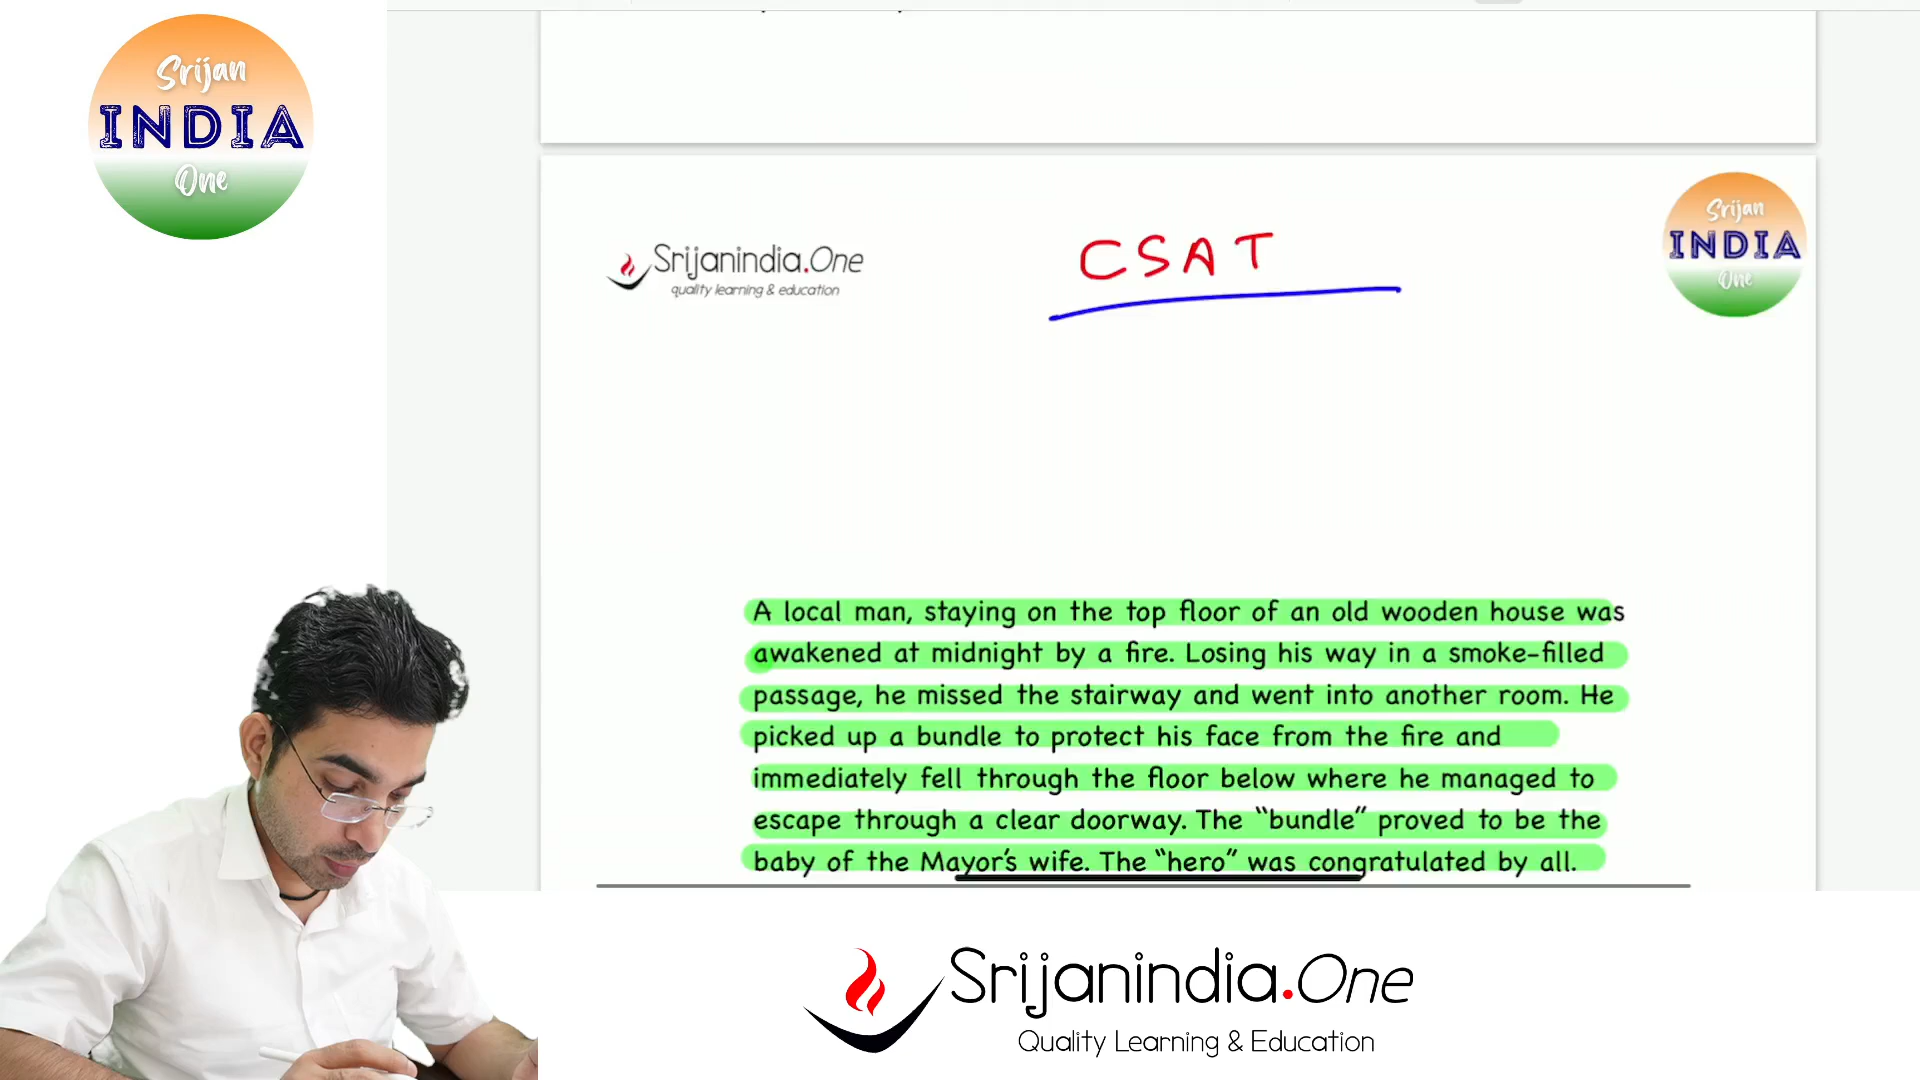 Srijan
INDIA
One
CSAT
Srijanindia.One
quality learning & education
Srijan
INDIA
One
A local man, staying on the top floor of an old wooden house was
awakened at midnight by a fire. Losing his way in a smoke-filled
passage, he missed the stairway and went into another room. He
picked up a bundle to protect his face from the fire and
immediately fell through the floor below where he managed to
escape through a clear doorway. The "bundle" proved to be the
baby of the Mayor's wife. The "hero" was congratulated by all.
Srijanindia.One
Quality Learning & Education